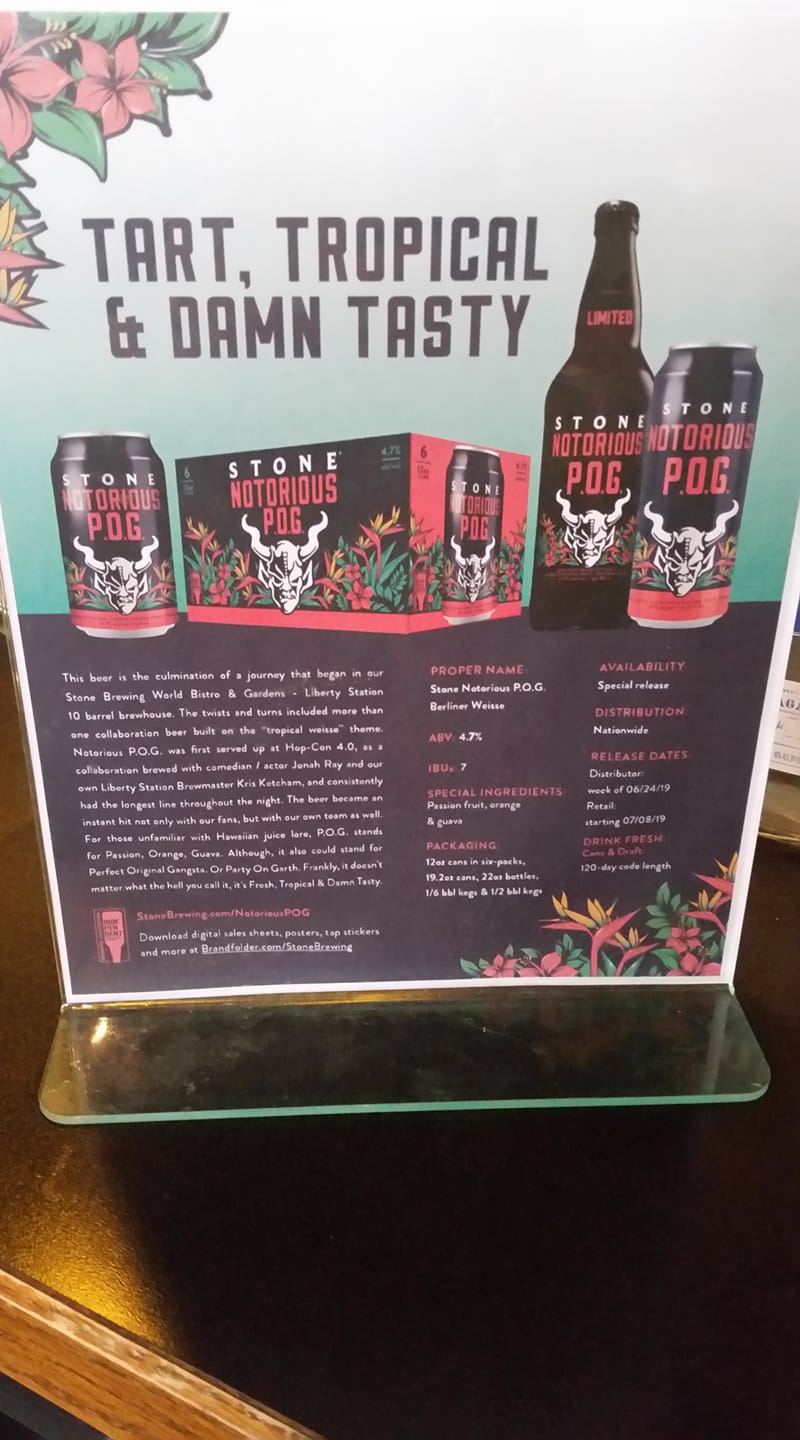 TART, TROPICAL
& DAMN TASTY
LIMITED
STONE
NOTORIOUS
P.O.G.
STONE
NOTORIOUS
P.O.G.
STONE
NOTORIOUS
P.O.G.
4.7%
6
STONE
NOTORIOUS
P.O.G.
6
4.7%
STONE
NOTORIOUS
POG
This beer is the culmination of a journey that began in our
Stone Brewing World Bistro & Gardens - Liberty Station
10 barrel brewhouse. The twists and turns included more than
one collaboration beer built on the "tropical weisse" theme.
Notorious P.O.G. was first served up at Hop-Con 4.0, as a
collaboration brewed with comedian / actor Jonah Ray and our
own Liberty Station Brewmaster Kris Ketcham, and consistently
had the longest line throughout the night. The beer became an
instant hit not only with our fans, but with our own team as well.
For those unfamiliar with Hawaiian juice lore, P.O.G. stands
for Passion, Orange, Guava. Although, it also could stand for
Perfect Original Gangsta. Or Party On Garth. Frankly, it doesn't
matter what the hell you call it, it's Fresh, Tropical & Damn Tasty.
INDE
PEN
DENT
StoneBrewing.com/NotoriousPOG
Download digital sales sheets, posters, tap stickers
and more at Brandfolder.com/StoneBrewing
PROPER NAME:
Stone Notorious P.O.G.
Berliner Weisse
ABV: 4.7%
IBUs: 7
SPECIAL INGREDIENTS:
Passion fruit, orange
& guava
PACKAGING:
12oz cans in six-packs,
19.2oz cans, 22oz bottles,
1/6 bbl kegs & 1/2 bbl kegs
AVAILABILITY:
Special release
DISTRIBUTION:
Nationwide
RELEASE DATES:
Distributor:
week of 06/24/19
Retail:
starting 07/08/19
DRINK FRESH:
Cans & Draft:
120-day code length